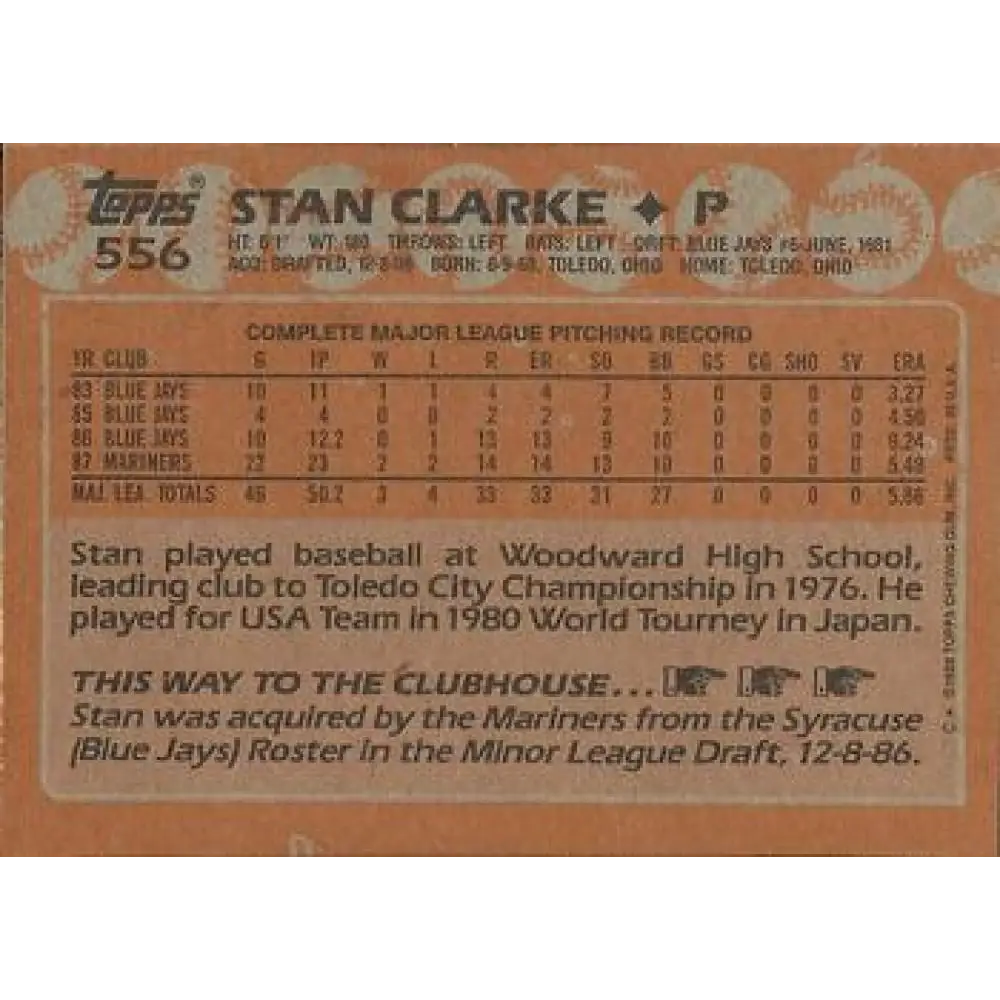 Topps® STAN CLARKE ♦ P
556
HT: 6'1" WT: 180 THROWS: LEFT BATS: LEFT DRFT: BLUE JAYS #6-JUNE, 1981
ACQ: DRAFTED, 12-8-86 BORN: 8-9-60, TOLEDO, OHIO HOME: TOLEDO, OHIO
COMPLETE MAJOR LEAGUE PITCHING RECORD
YR CLUB G IP W L R ER SO BB GS CG SHO SV ERA
83 BLUE JAYS 10 11 1 1 4 4 7 5 0 0 0 0 3.27
85 BLUE JAYS 4 4 0 0 2 2 2 2 0 0 0 0 4.50
86 BLUE JAYS 10 12.2 0 1 13 13 9 10 0 0 0 0 9.24
87 MARINERS 22 23 2 2 14 14 13 10 0 0 0 0 5.48
MAJ. LEA. TOTALS 46 50.2 3 4 33 33 31 27 0 0 0 0 5.86
Stan played baseball at Woodward High School,
leading club to Toledo City Championship in 1976. He
played for USA Team in 1980 World Tourney in Japan.
THIS WAY TO THE CLUBHOUSE...
Stan was acquired by the Mariners from the Syracuse
(Blue Jays) Roster in the Minor League Draft, 12-8-86.
C* ©1988 TOPPS CHEWING GUM, INC. PRTD. IN U.S.A.